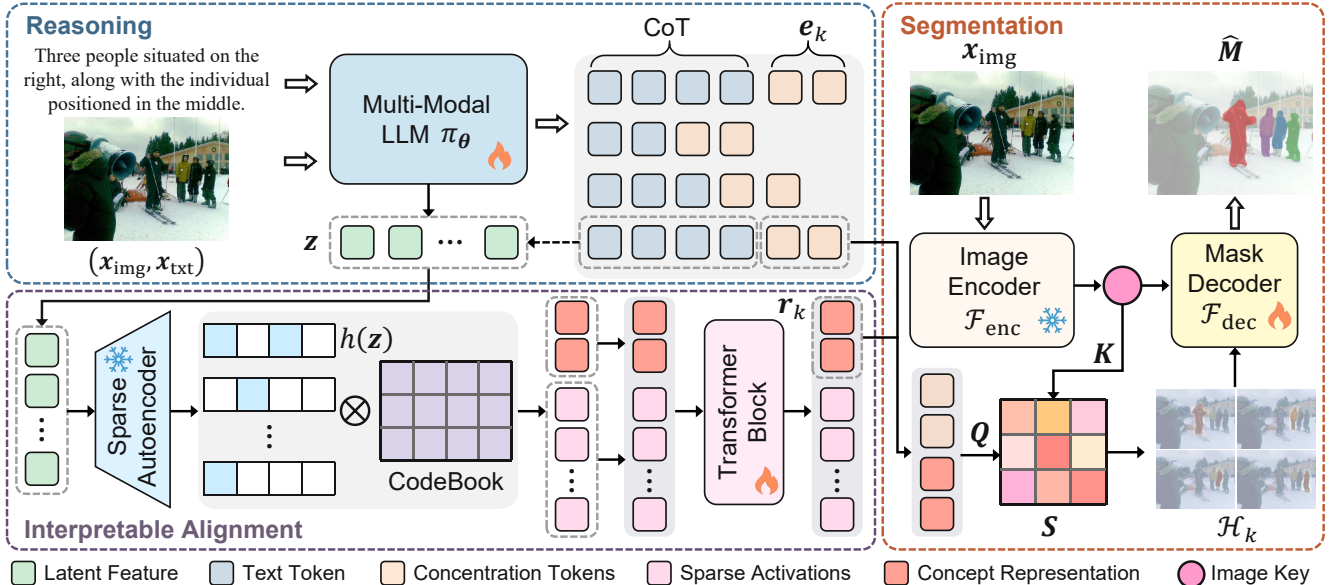 Reasoning
Three people situated on the
right, along with the individual
positioned in the middle.
(x_img, x_txt)
Multi-Modal
LLM π_θ
CoT
e_k
z
Interpretable Alignment
Sparse
Autoencoder
h(z)
CodeBook
Transformer
Block
r_k
Segmentation
x_img
M̂
Image
Encoder
ℱ_enc
Mask
Decoder
ℱ_dec
K
Q
S
ℋ_k
Latent Feature
Text Token
Concentration Tokens
Sparse Activations
Concept Representation
Image Key